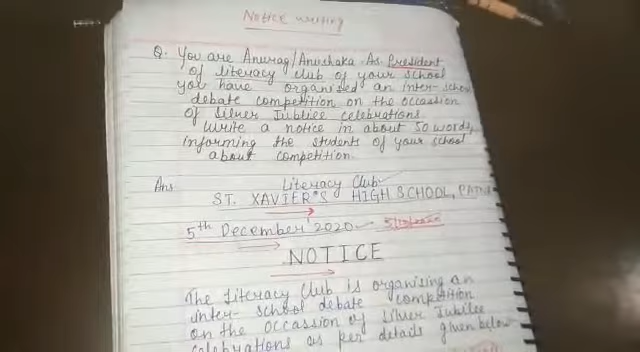 Notice writing
Q. You are Anurag/Anushaka. As President
of literacy club of your school
you have organised an inter-school
debate competition on the occassion
of Silver Jubilee celebrations.
Write a notice in about 50 words,
informing the students of your school
about competition.
Ans Literacy Club
ST. XAVIER'S HIGH SCHOOL,
5th December 2020
NOTICE
The Literacy Club is organising an
inter-school debate competition
on the occassion of Silver Jubilee
celebrations as per details given below